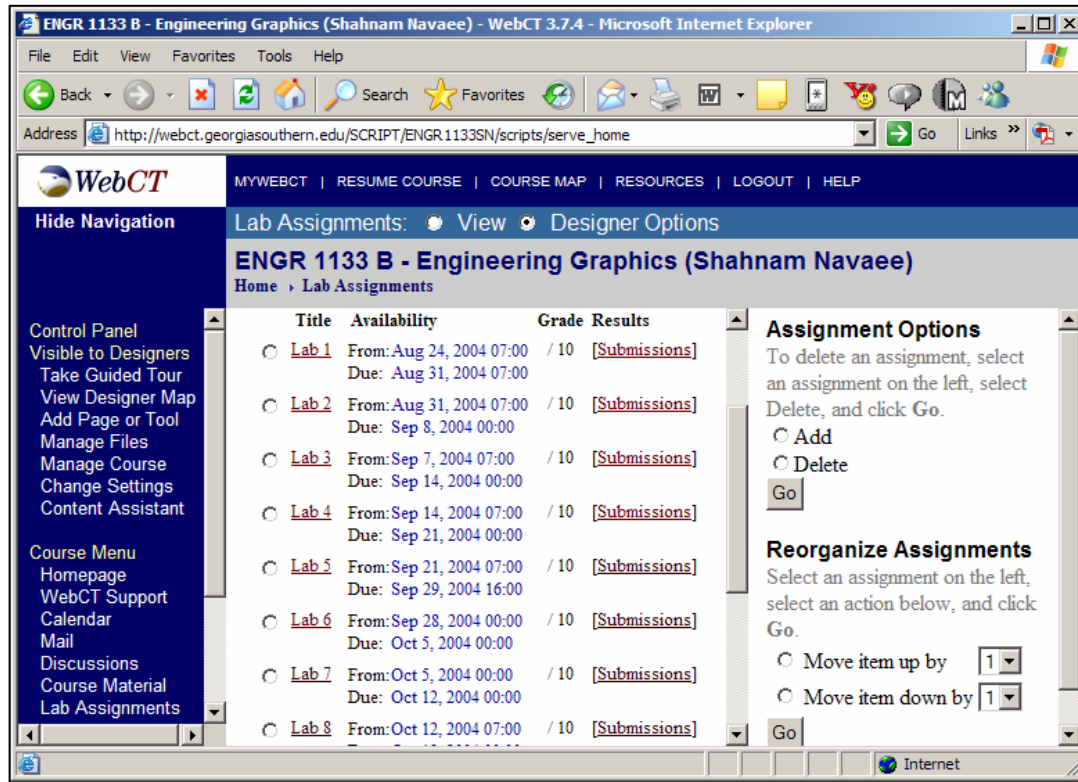 ENGR 1133 B - Engineering Graphics (Shahnam Navaee) - WebCT 3.7.4 - Microsoft Internet Explorer
File Edit View Favorites Tools Help
Back Search Favorites
Address http://webct.georgiasouthern.edu/SCRIPT/ENGR1133SN/scripts/serve_home Go Links »
WebCT
MYWEBCT | RESUME COURSE | COURSE MAP | RESOURCES | LOGOUT | HELP
Hide Navigation
Lab Assignments: View Designer Options
ENGR 1133 B - Engineering Graphics (Shahnam Navaee)
Home › Lab Assignments
Control Panel
Visible to Designers
Take Guided Tour
View Designer Map
Add Page or Tool
Manage Files
Manage Course
Change Settings
Content Assistant
Course Menu
Homepage
WebCT Support
Calendar
Mail
Discussions
Course Material
Lab Assignments
Title Availability Grade Results
Lab 1 From: Aug 24, 2004 07:00 / 10 [Submissions]
Due: Aug 31, 2004 07:00
Lab 2 From: Aug 31, 2004 07:00 / 10 [Submissions]
Due: Sep 8, 2004 00:00
Lab 3 From: Sep 7, 2004 07:00 / 10 [Submissions]
Due: Sep 14, 2004 00:00
Lab 4 From: Sep 14, 2004 07:00 / 10 [Submissions]
Due: Sep 21, 2004 00:00
Lab 5 From: Sep 21, 2004 07:00 / 10 [Submissions]
Due: Sep 29, 2004 16:00
Lab 6 From: Sep 28, 2004 00:00 / 10 [Submissions]
Due: Oct 5, 2004 00:00
Lab 7 From: Oct 5, 2004 00:00 / 10 [Submissions]
Due: Oct 12, 2004 00:00
Lab 8 From: Oct 12, 2004 07:00 / 10 [Submissions]
Assignment Options
To delete an assignment, select
an assignment on the left, select
Delete, and click Go.
Add
Delete
Go
Reorganize Assignments
Select an assignment on the left,
select an action below, and click
Go.
Move item up by 1
Move item down by 1
Go
Internet